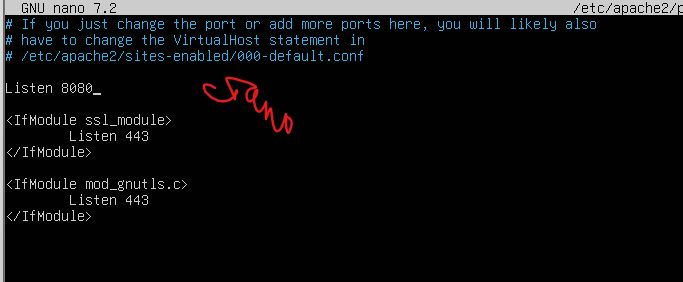 GNU nano 7.2 /etc/apache2/p
# If you just change the port or add more ports here, you will likely also
# have to change the VirtualHost statement in
# /etc/apache2/sites-enabled/000-default.conf
Listen 8080_
стало
<IfModule ssl_module>
Listen 443
</IfModule>
<IfModule mod_gnutls.c>
Listen 443
</IfModule>